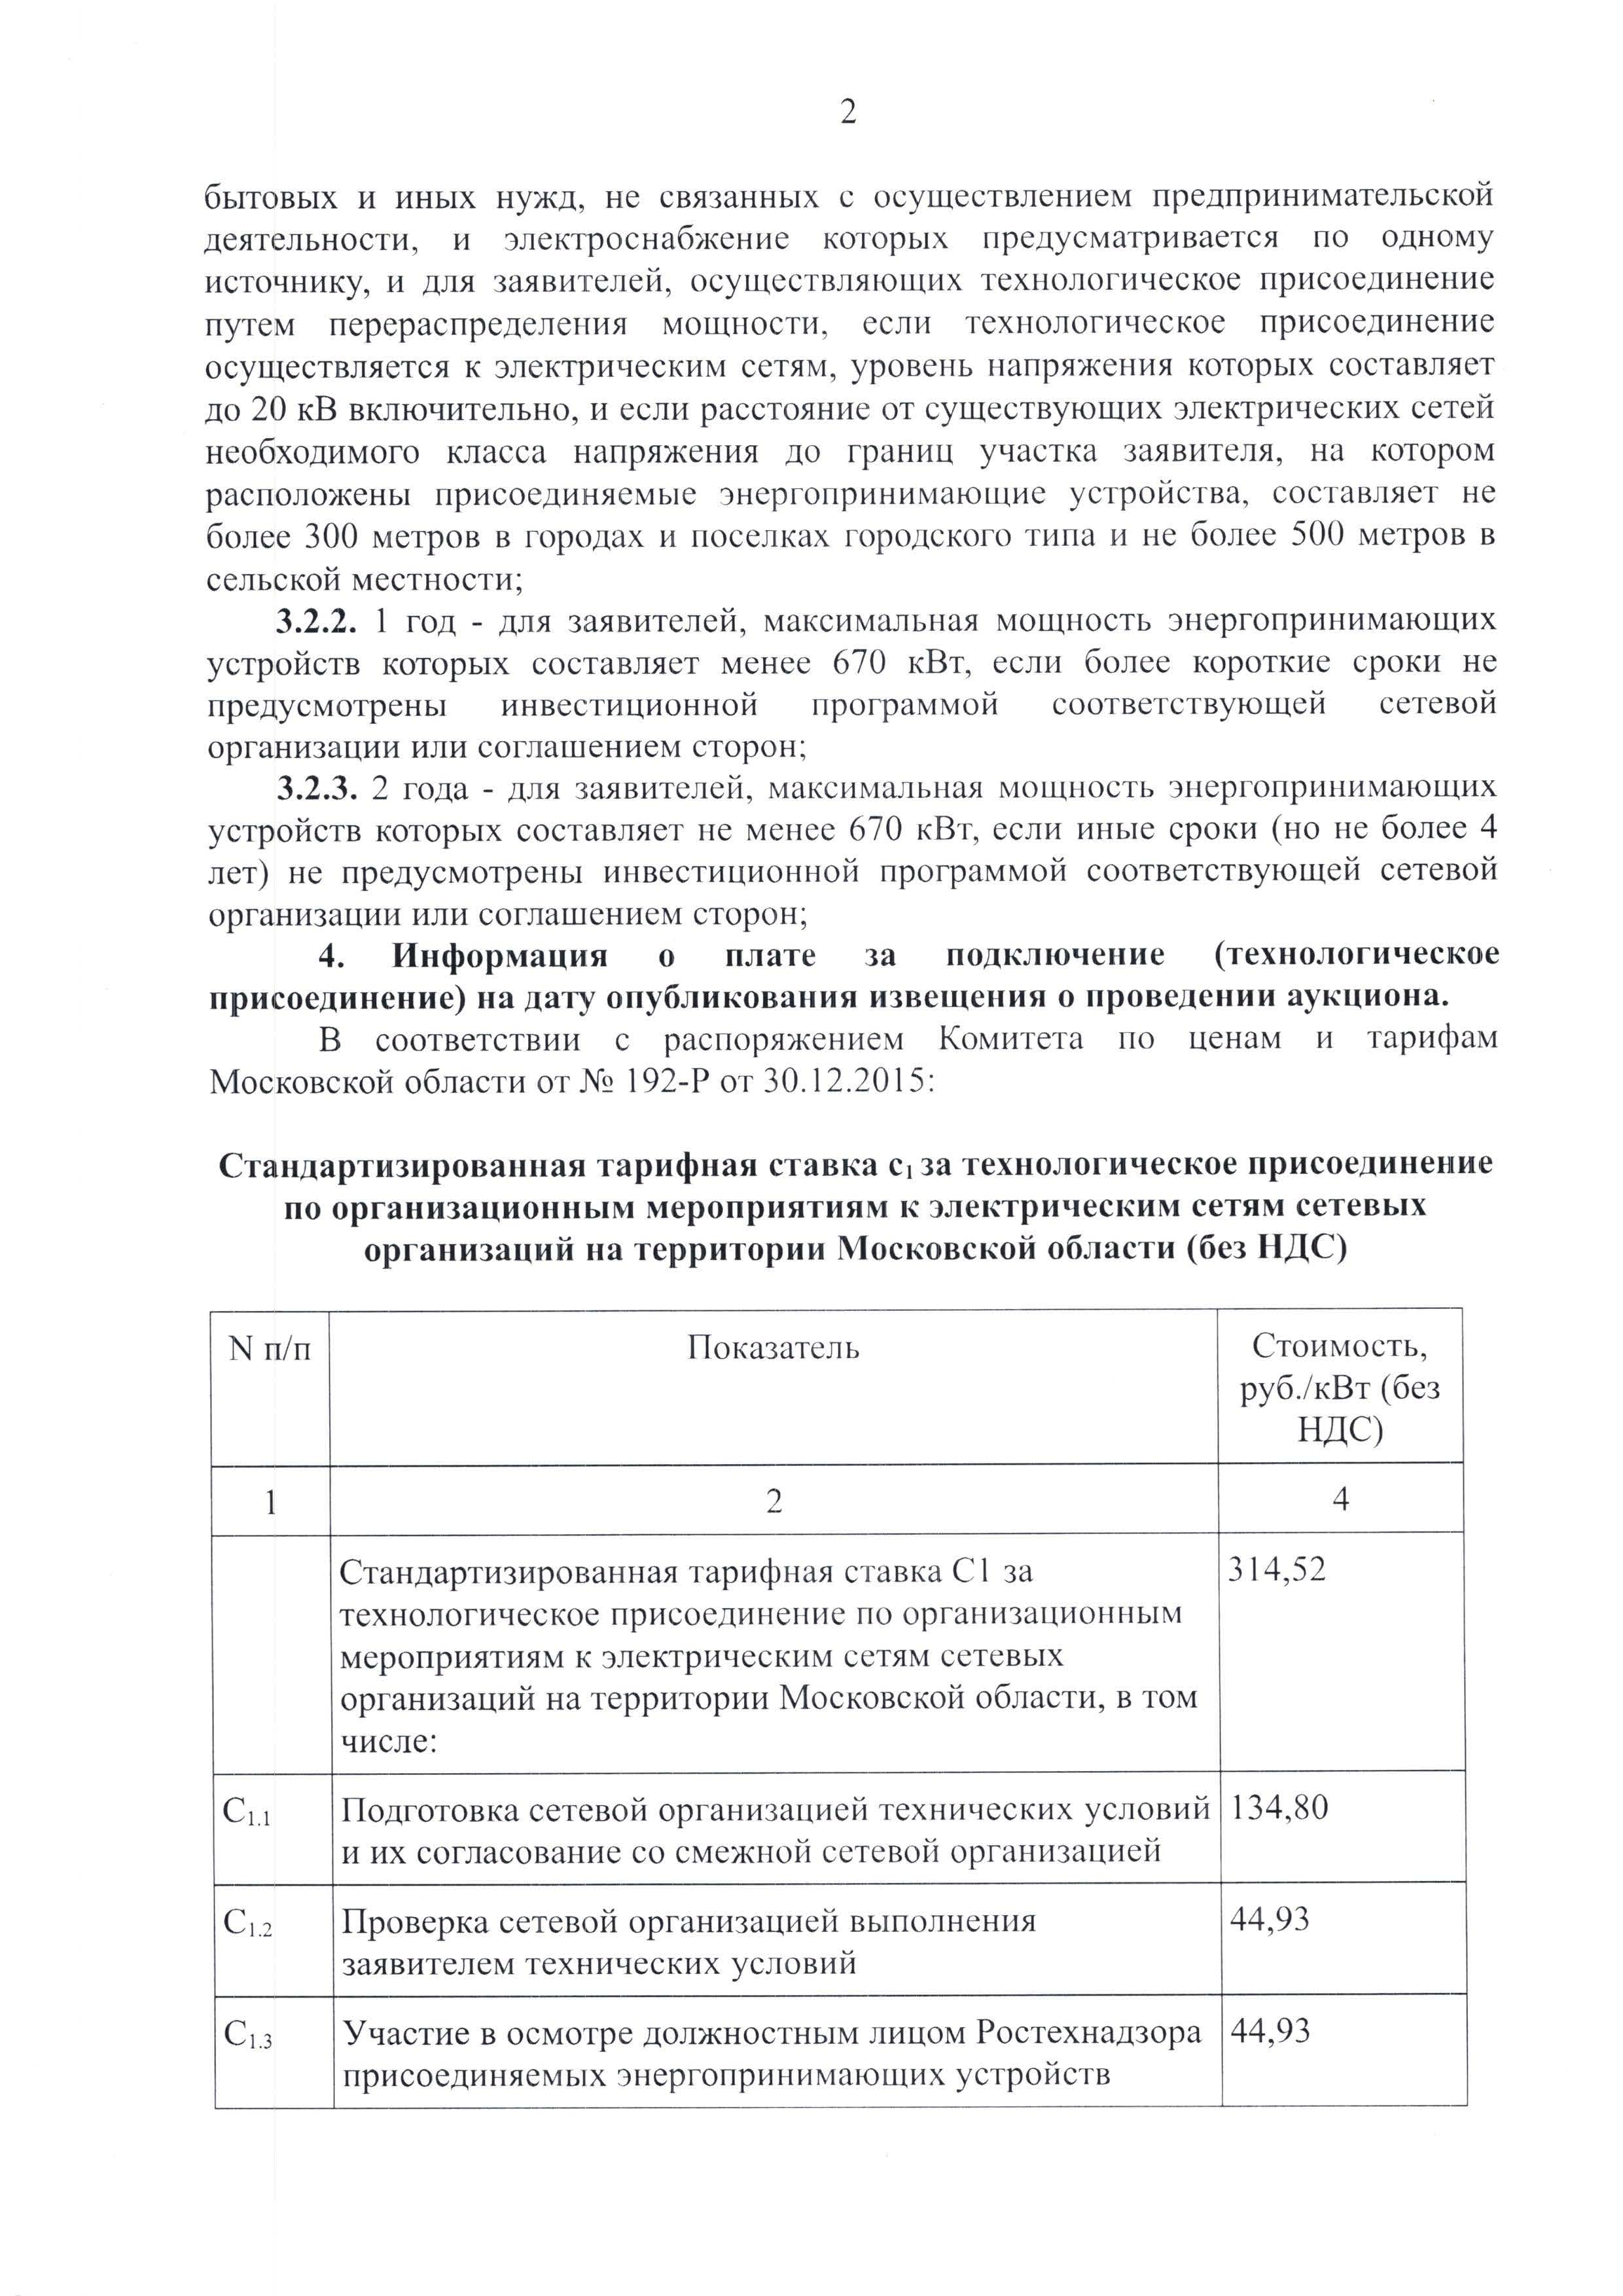 2
бытовых и иных нужд, не связанных с осуществлением предпринимательской
деятельности, и электроснабжение которых предусматривается по одному
источнику, и для заявителей, осуществляющих технологическое присоединение
путем перераспределения мощности, если технологическое присоединение
осуществляется к электрическим сетям, уровень напряжения которых составляет
до 20 кВ включительно, и если расстояние от существующих электрических сетей
необходимого класса напряжения до границ участка заявителя, на котором
расположены присоединяемые энергопринимающие устройства, составляет не
более 300 метров в городах и поселках городского типа и не более 500 метров в
сельской местности;
3.2.2. 1 год - для заявителей, максимальная мощность энергопринимающих
устройств которых составляет менее 670 кВт, если более короткие сроки не
предусмотрены инвестиционной программой соответствующей сетевой
организации или соглашением сторон;
3.2.3. 2 года - для заявителей, максимальная мощность энергопринимающих
устройств которых составляет не менее 670 кВт, если иные сроки (но не более 4
лет) не предусмотрены инвестиционной программой соответствующей сетевой
организации или соглашением сторон;
4. Информация о плате за подключение (технологическое
присоединение) на дату опубликования извещения о проведении аукциона.
В соответствии с распоряжением Комитета по ценам и тарифам
Московской области от № 192-Р от 30.12.2015:
Стандартизированная тарифная ставка с1 за технологическое присоединение
по организационным мероприятиям к электрическим сетям сетевых
организаций на территории Московской области (без НДС)
N п/п Показатель Стоимость,
руб./кВт (без
НДС)
1 2 4
Стандартизированная тарифная ставка С1 за 314,52
технологическое присоединение по организационным
мероприятиям к электрическим сетям сетевых
организаций на территории Московской области, в том
числе:
С1.1 Подготовка сетевой организацией технических условий 134,80
и их согласование со смежной сетевой организацией
С1.2 Проверка сетевой организацией выполнения 44,93
заявителем технических условий
С1.3 Участие в осмотре должностным лицом Ростехнадзора 44,93
присоединяемых энергопринимающих устройств